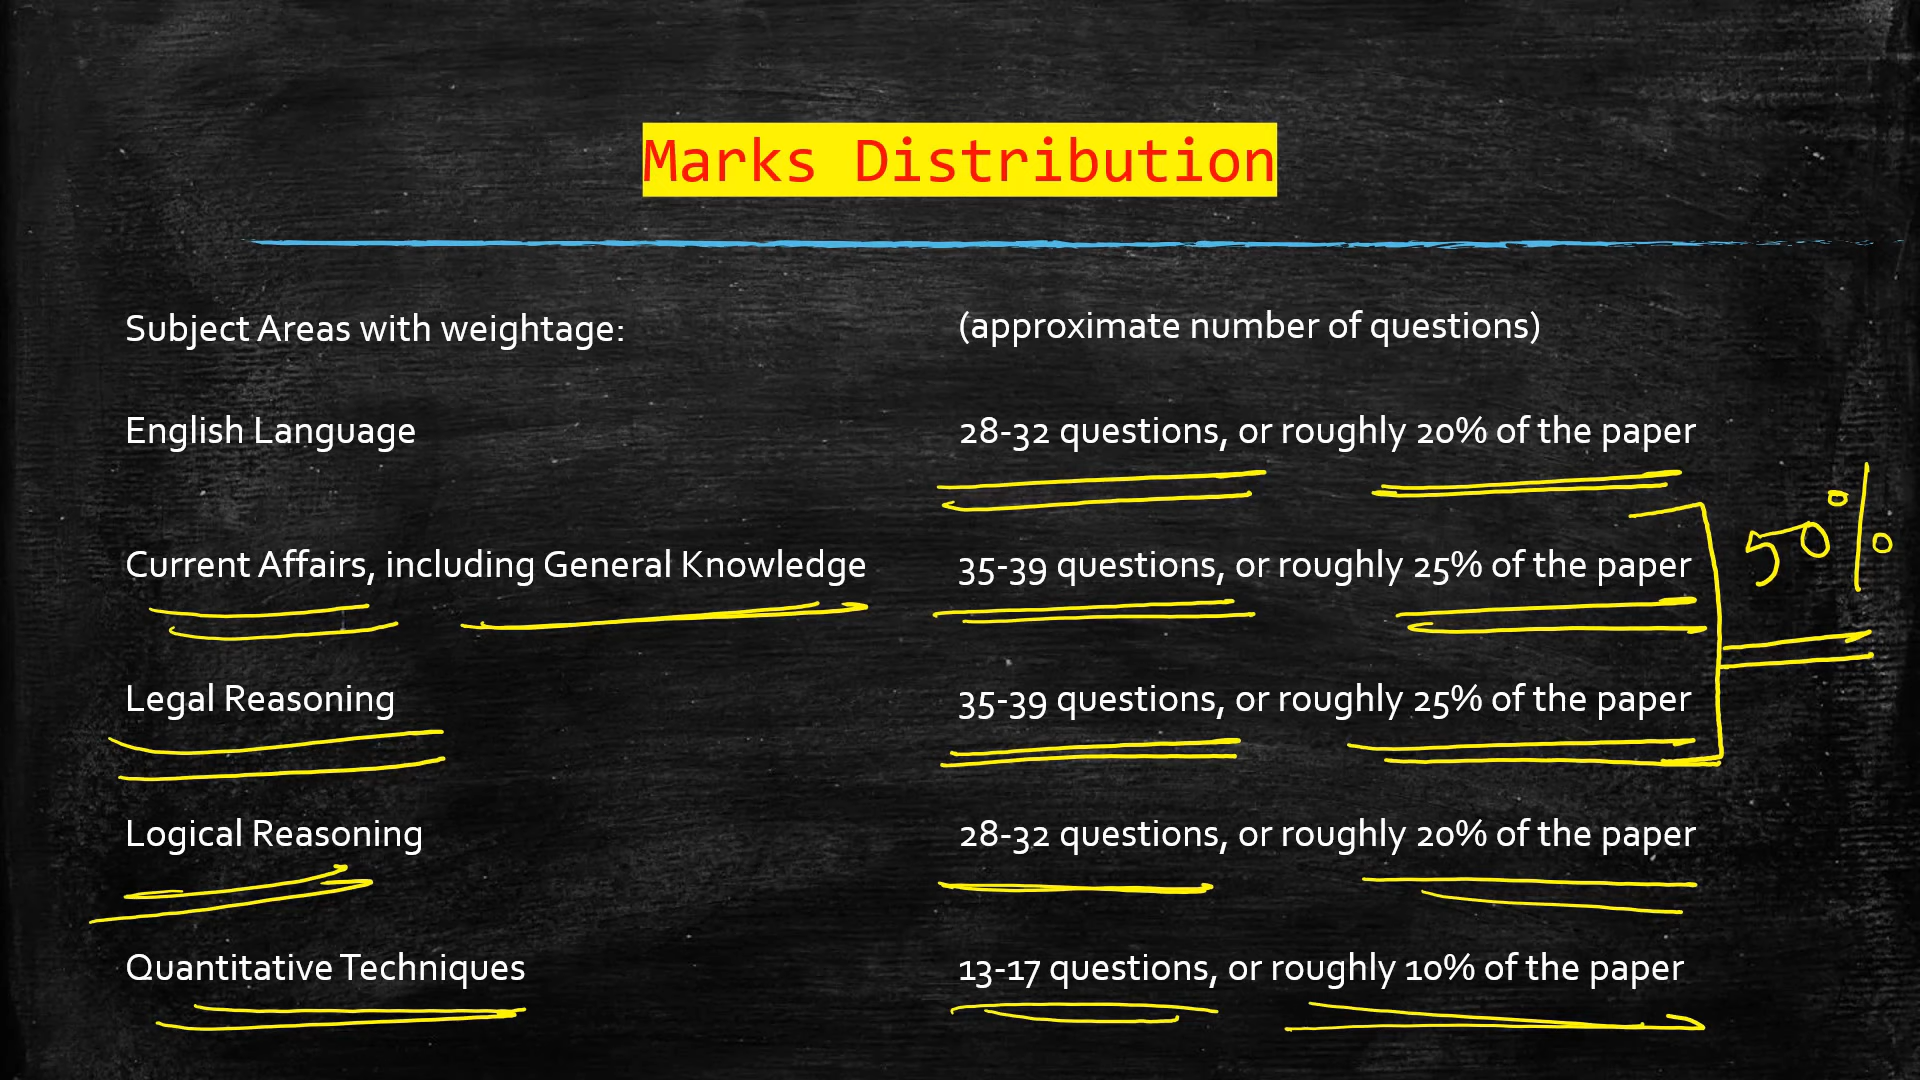 Marks Distribution
Subject Areas with weightage: (approximate number of questions)
English Language 28-32 questions, or roughly 20% of the paper
Current Affairs, including General Knowledge 35-39 questions, or roughly 25% of the paper
50%
Legal Reasoning 35-39 questions, or roughly 25% of the paper
Logical Reasoning 28-32 questions, or roughly 20% of the paper
Quantitative Techniques 13-17 questions, or roughly 10% of the paper